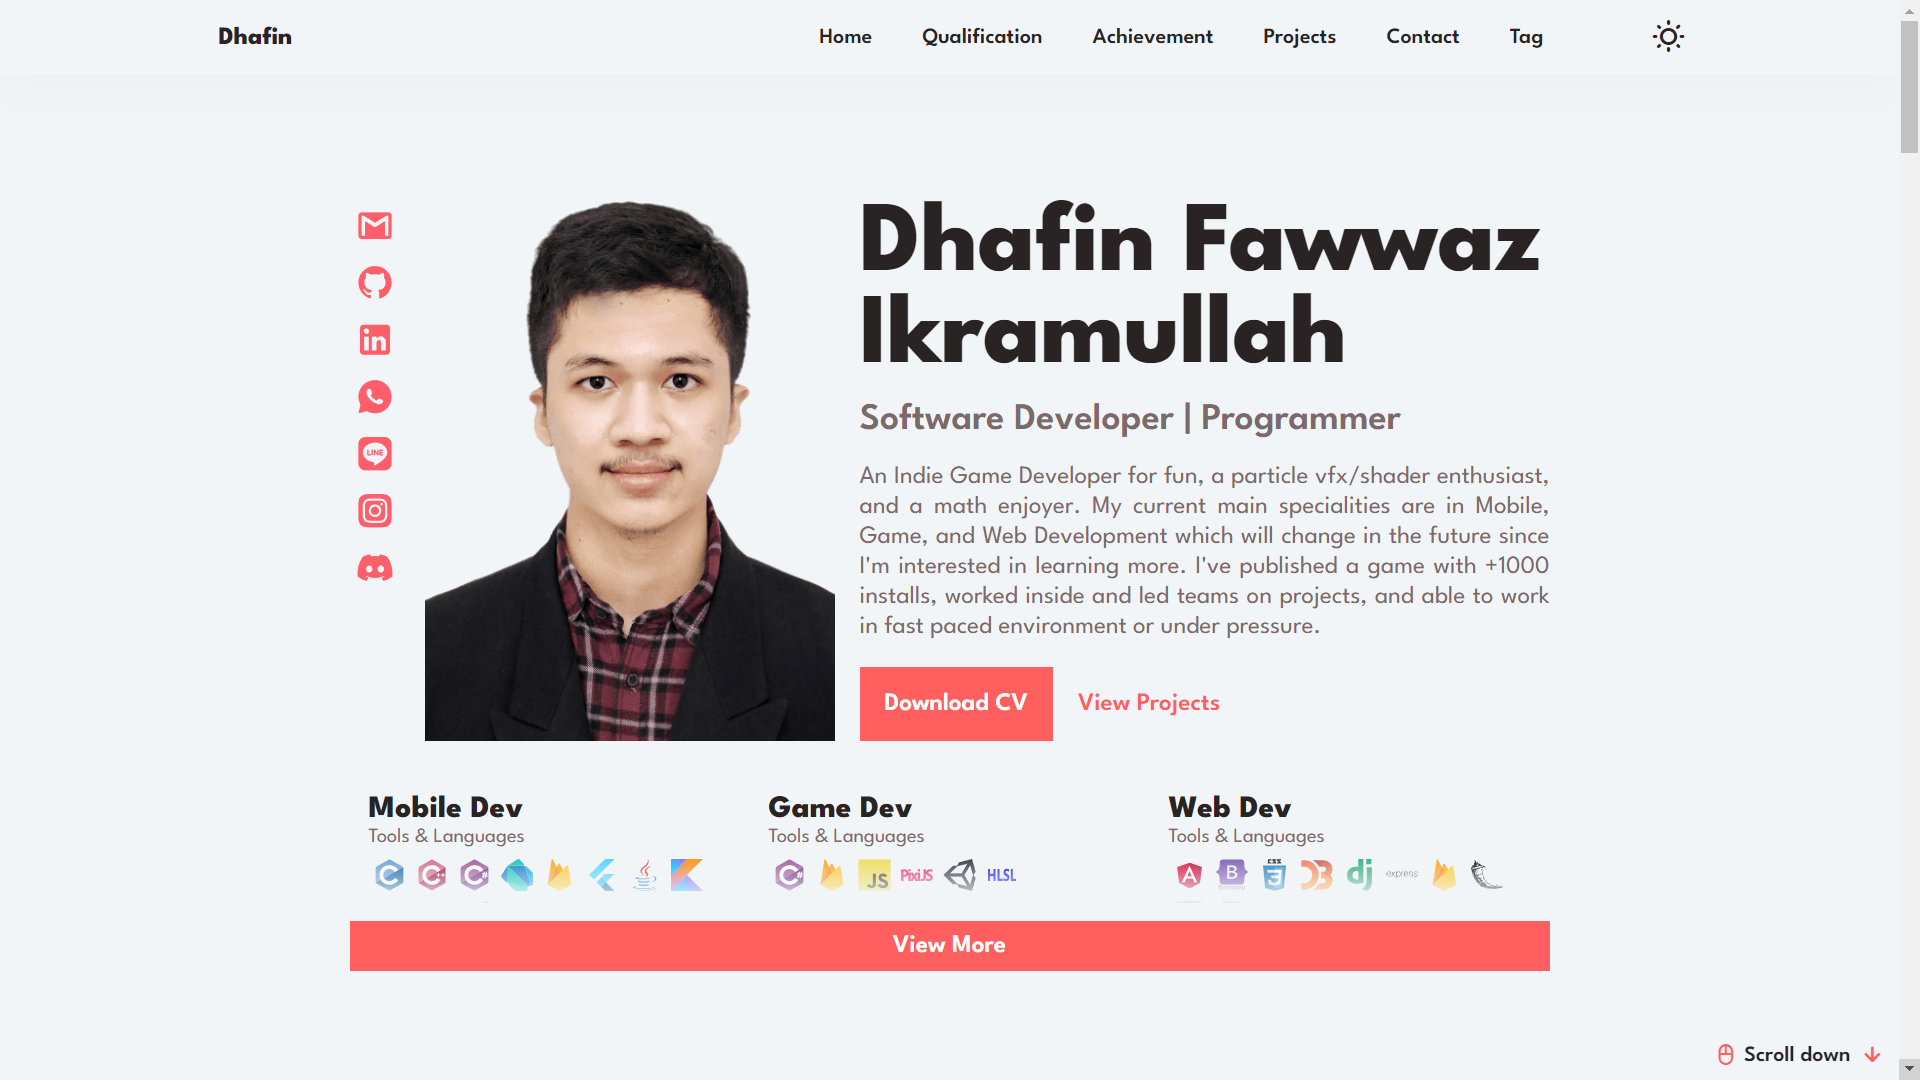 Dhafin
Home Qualification Achievement Projects Contact Tag
Dhafin Fawwaz
Ikramullah
Software Developer | Programmer
An Indie Game Developer for fun, a particle vfx/shader enthusiast,
and a math enjoyer. My current main specialities are in Mobile,
Game, and Web Development which will change in the future since
I'm interested in learning more. I've published a game with +1000
installs, worked inside and led teams on projects, and able to work
in fast paced environment or under pressure.
LINE
Download CV View Projects
Mobile Dev
Tools & Languages
Game Dev
Tools & Languages
JS PixiJS HLSL
Web Dev
Tools & Languages
B CSS 3 dj express
View More
Scroll down